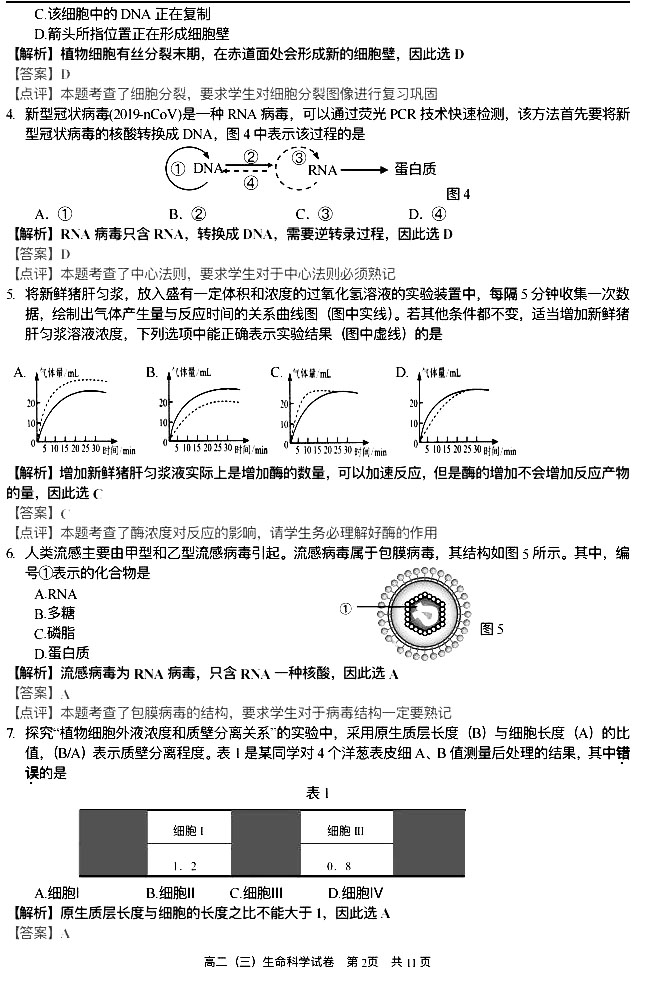 C.该细胞中的 DNA 正在复制
D.箭头所指位置正在形成细胞壁
【解析】植物细胞有丝分裂末期，在赤道面处会形成新的细胞壁，因此选 D
【答案】D
【点评】本题考查了细胞分裂，要求学生对细胞分裂图像进行复习巩固
4. 新型冠状病毒(2019-nCoV)是一种 RNA 病毒，可以通过荧光 PCR 技术快速检测，该方法首先要将新
型冠状病毒的核酸转换成 DNA，图 4 中表示该过程的是
① DNA ② ④ ③ RNA 蛋白质
图 4
A. ① B. ② C. ③ D. ④
【解析】RNA 病毒只含 RNA，转换成 DNA，需要逆转录过程，因此选 D
【答案】D
【点评】本题考查了中心法则，要求学生对于中心法则必须熟记
5. 将新鲜猪肝匀浆，放入盛有一定体积和浓度的过氧化氢溶液的实验装置中，每隔 5 分钟收集一次数
据，绘制出气体产生量与反应时间的关系曲线图（图中实线）。若其他条件都不变，适当增加新鲜猪
肝匀浆溶液浓度，下列选项中能正确表示实验结果（图中虚线）的是
A. 气体量/mL B. 气体量/mL C. 气体量/mL D. 气体量/mL
20 20 20 20
10 10 10 10
0 0 0 0
5 10 15 20 25 30 时间/min 5 10 15 20 25 30 时间/min 5 10 15 20 25 30 时间/min 5 10 15 20 25 30 时间/min
【解析】增加新鲜猪肝匀浆液实际上是增加酶的数量，可以加速反应，但是酶的增加不会增加反应产物
的量，因此选 C
【答案】C
【点评】本题考查了酶浓度对反应的影响，请学生务必理解好酶的作用
6. 人类流感主要由甲型和乙型流感病毒引起。流感病毒属于包膜病毒，其结构如图 5 所示。其中，编
号①表示的化合物是
A.RNA
B.多糖
C.磷脂
D.蛋白质
①
图 5
【解析】流感病毒为 RNA 病毒，只含 RNA 一种核酸，因此选 A
【答案】A
【点评】本题考查了包膜病毒的结构，要求学生对于病毒结构一定要熟记
7. 探究“植物细胞外液浓度和质壁分离关系”的实验中，采用原生质层长度（B）与细胞长度（A）的比
值，（B/A）表示质壁分离程度。表 1 是某同学对 4 个洋葱表皮细 A、B 值测量后处理的结果，其中错
误的是
表 1
细胞 I 细胞 III
1．2 0．8
A.细胞Ⅰ B.细胞Ⅱ C.细胞Ⅲ D.细胞Ⅳ
【解析】原生质层长度与细胞的长度之比不能大于 1，因此选 A
【答案】A
高二（三）生命科学试卷 第 2页 共 11 页